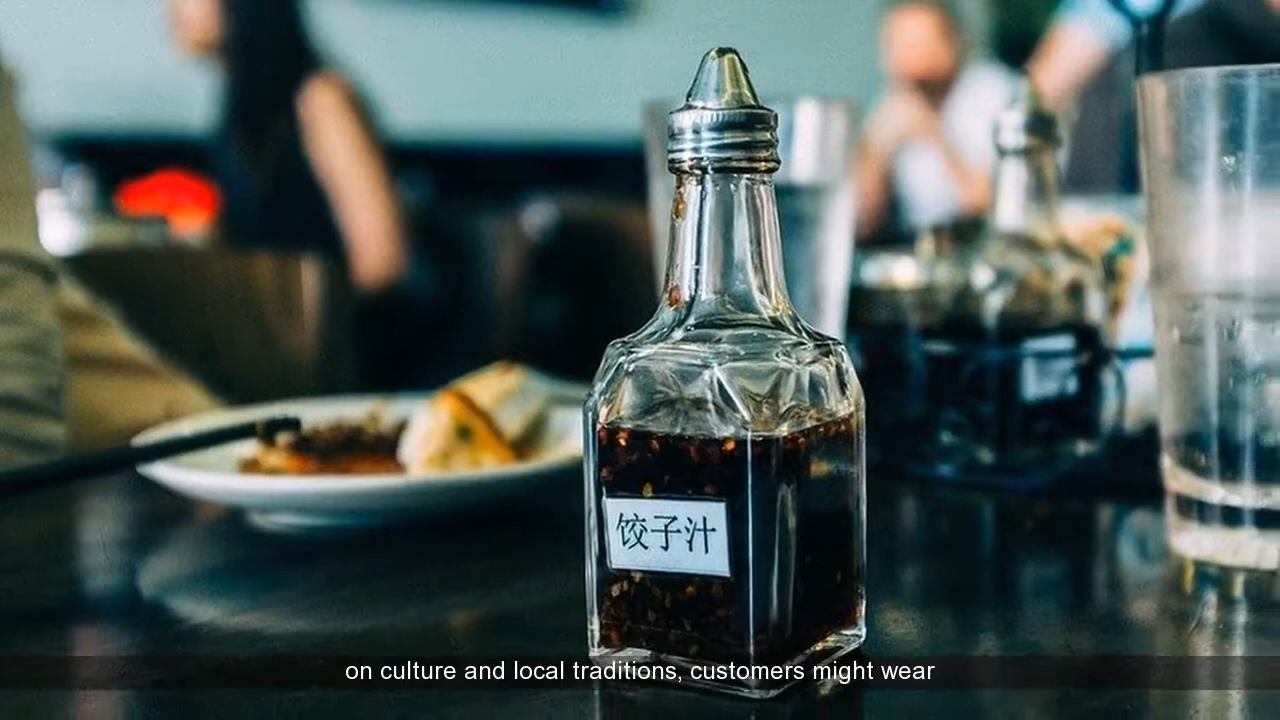 饺子汁
on culture and local traditions, customers might wear